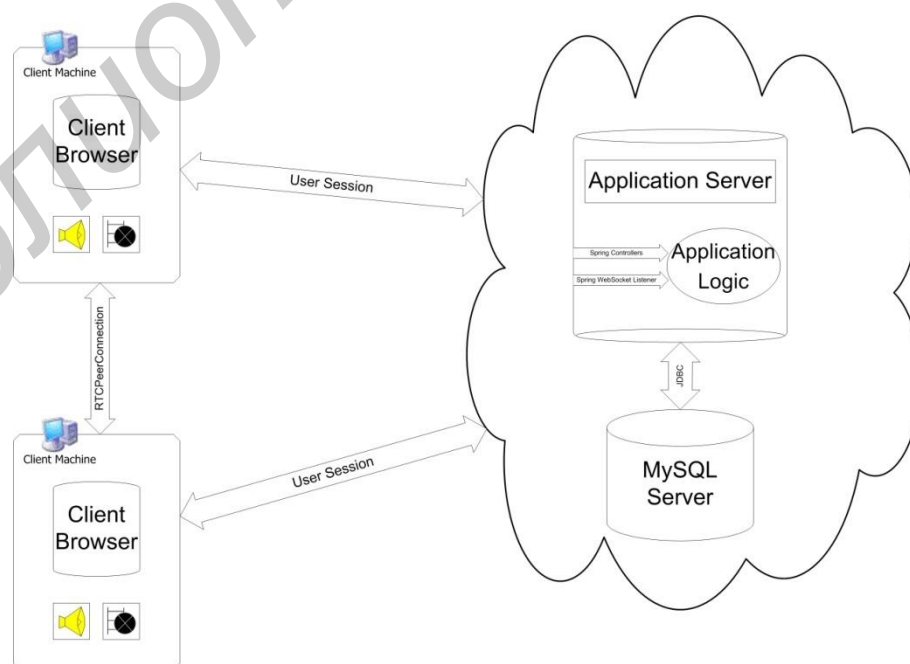 Client Machine
Client
Browser
User Session
RTCPeerConnection
Client Machine
Client
Browser
User Session
Application Server
Spring Controllers
Spring WebSocket Listener
Application
Logic
JDBC
MySQL
Server